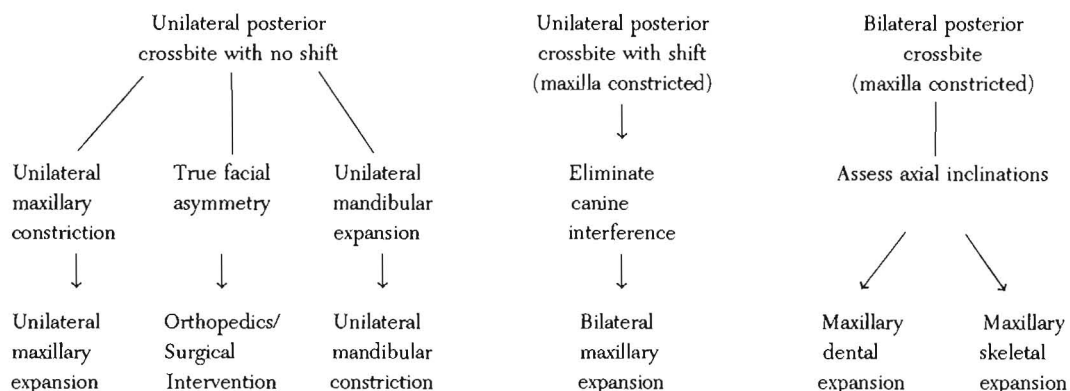 Unilateral posterior
crossbite with no shift
Unilateral
maxillary
constriction
Unilateral
maxillary
expansion
True facial
asymmetry
Orthopedics/
Surgical
Intervention
Unilateral
mandibular
expansion
Unilateral
mandibular
constriction
Unilateral posterior
crossbite with shift
(maxilla constricted)
Eliminate
canine
interference
Bilateral
maxillary
expansion
Bilateral posterior
crossbite
(maxilla constricted)
Assess axial inclinations
Maxillary
dental
expansion
Maxillary
skeletal
expansion